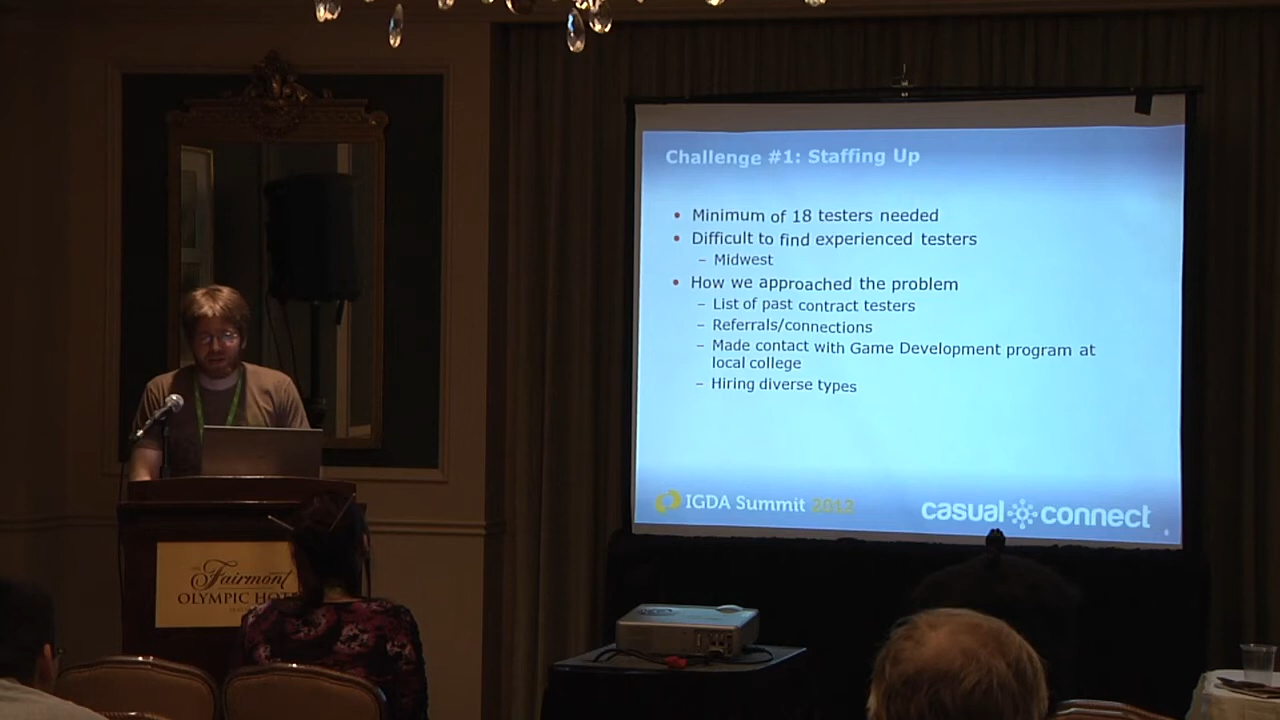 Challenge #1: Staffing Up
• Minimum of 18 testers needed
• Difficult to find experienced testers
– Midwest
• How we approached the problem
– List of past contract testers
– Referrals/connections
– Made contact with Game Development program at
local college
– Hiring diverse types
IGDA Summit 2012
casual connect
Fairmont
OLYMPIC HOT